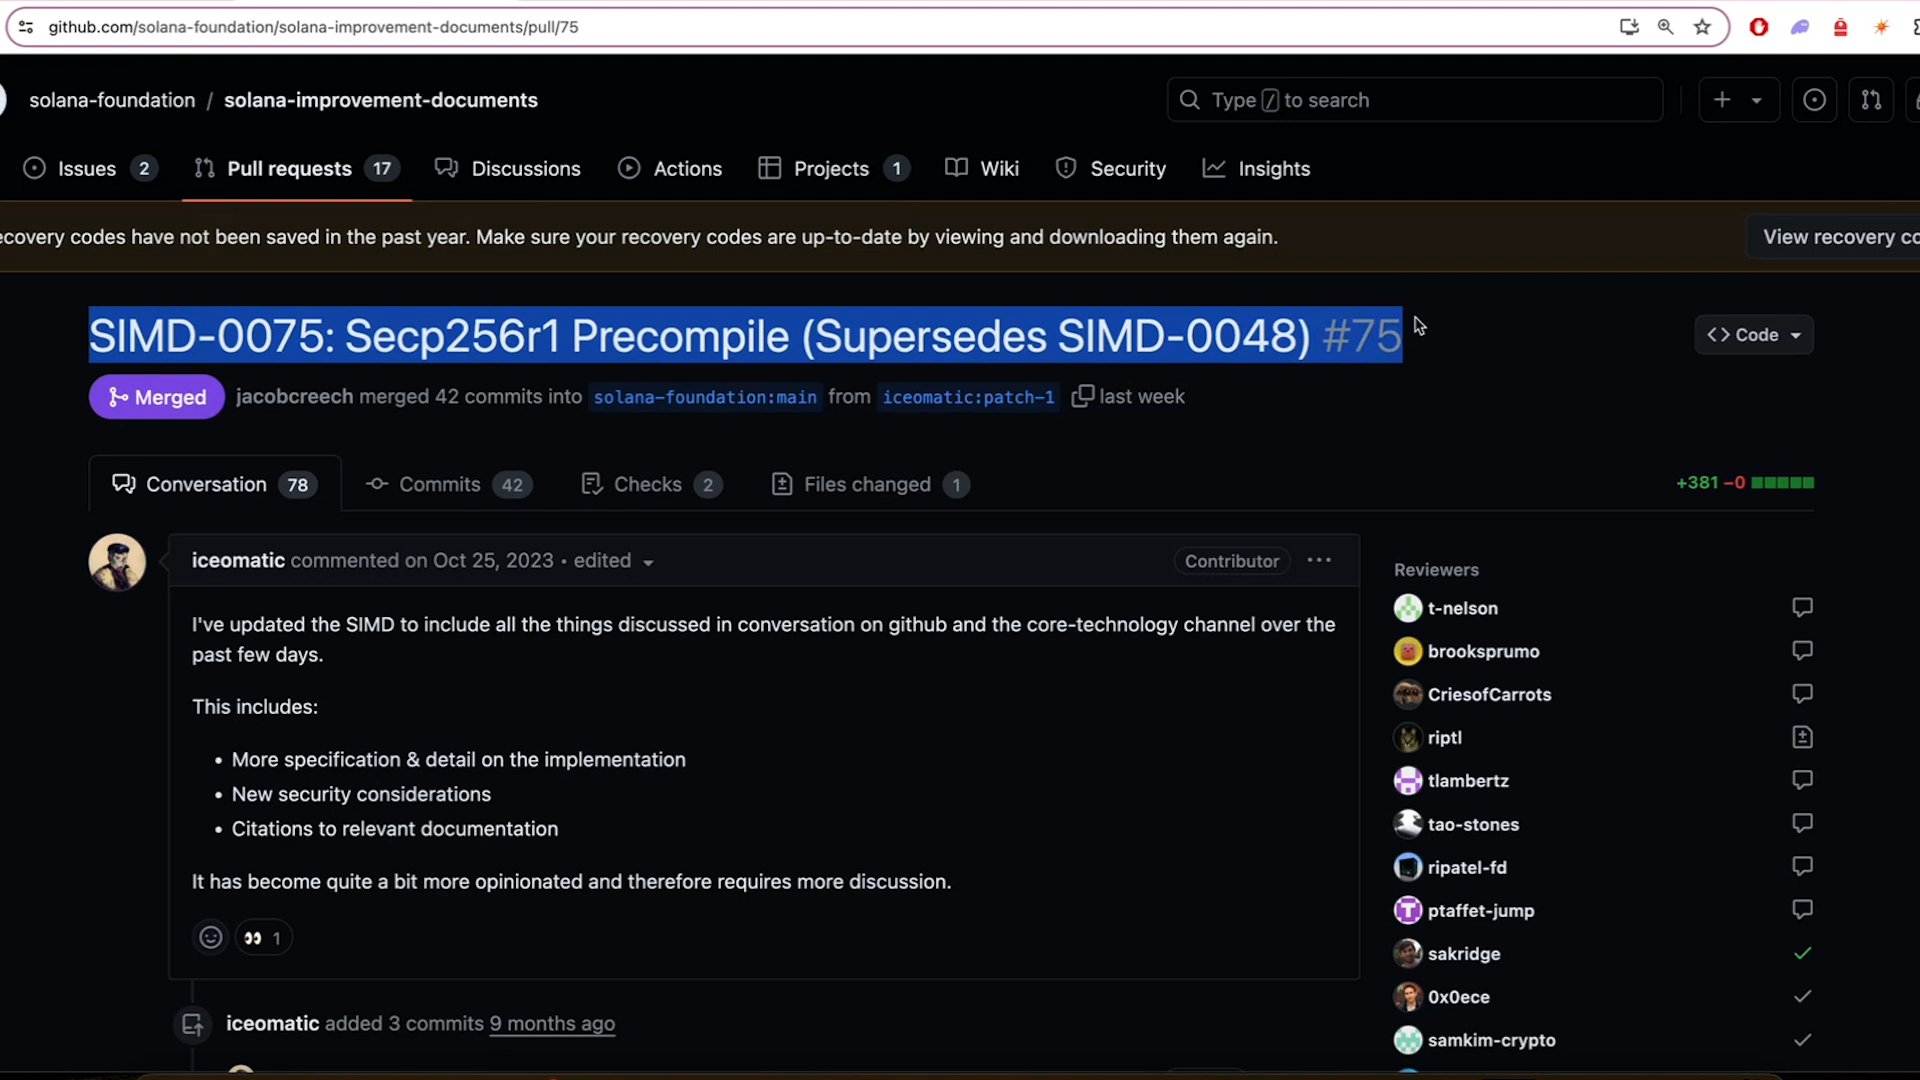 github.com/solana-foundation/solana-improvement-documents/pull/75
solana-foundation / solana-improvement-documents
Type / to search
Issues 2 Pull requests 17 Discussions Actions Projects 1 Wiki Security Insights
ecovery codes have not been saved in the past year. Make sure your recovery codes are up-to-date by viewing and downloading them again.
View recovery co
SIMD-0075: Secp256r1 Precompile (Supersedes SIMD-0048) #75
<> Code
Merged jacobcreech merged 42 commits into solana-foundation:main from iceomatic:patch-1 last week
Conversation 78 Commits 42 Checks 2 Files changed 1
+381 −0
iceomatic commented on Oct 25, 2023 • edited
Contributor
I've updated the SIMD to include all the things discussed in conversation on github and the core-technology channel over the
past few days.
This includes:
• More specification & detail on the implementation
• New security considerations
• Citations to relevant documentation
It has become quite a bit more opinionated and therefore requires more discussion.
1
iceomatic added 3 commits 9 months ago
Reviewers
t-nelson
brooksprumo
CriesofCarrots
riptl
tlambertz
tao-stones
ripatel-fd
ptaffet-jump
sakridge
0x0ece
samkim-crypto